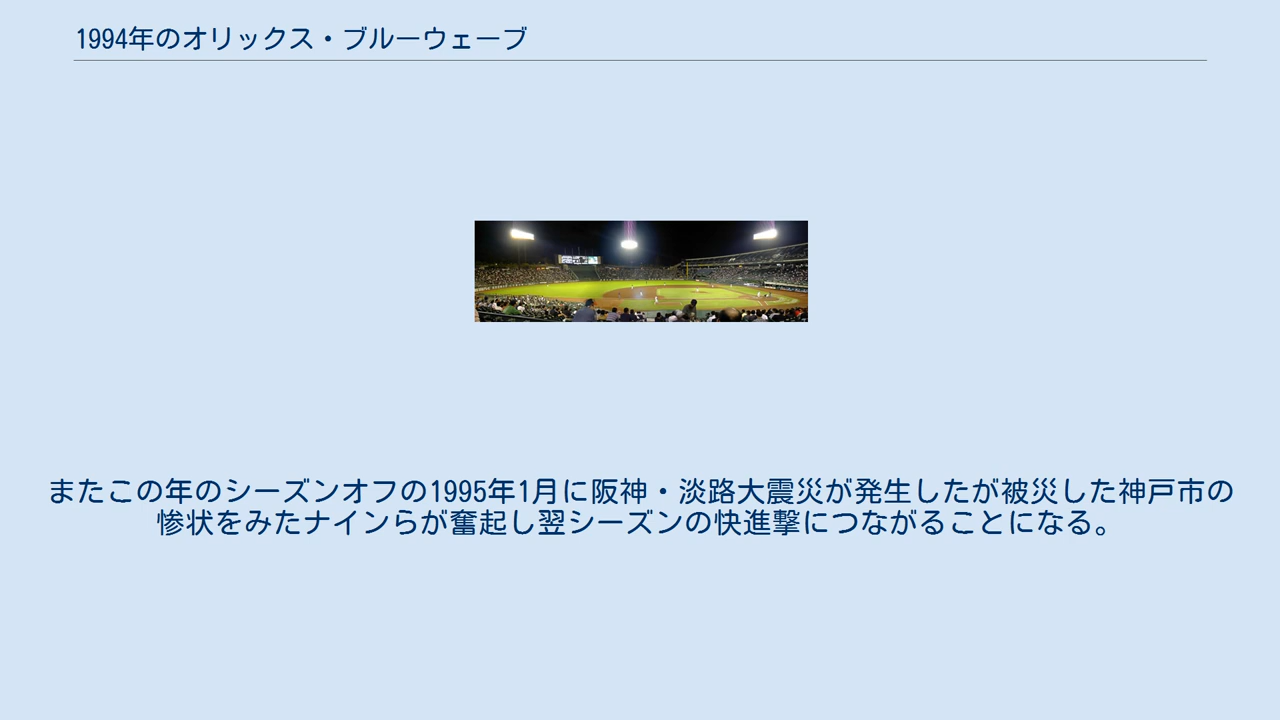 1994年のオリックス・ブルーウェーブ
またこの年のシーズンオフの1995年1月に阪神・淡路大震災が発生したが被災した神戸市の
惨状をみたナインらが奮起し翌シーズンの快進撃につながることになる。